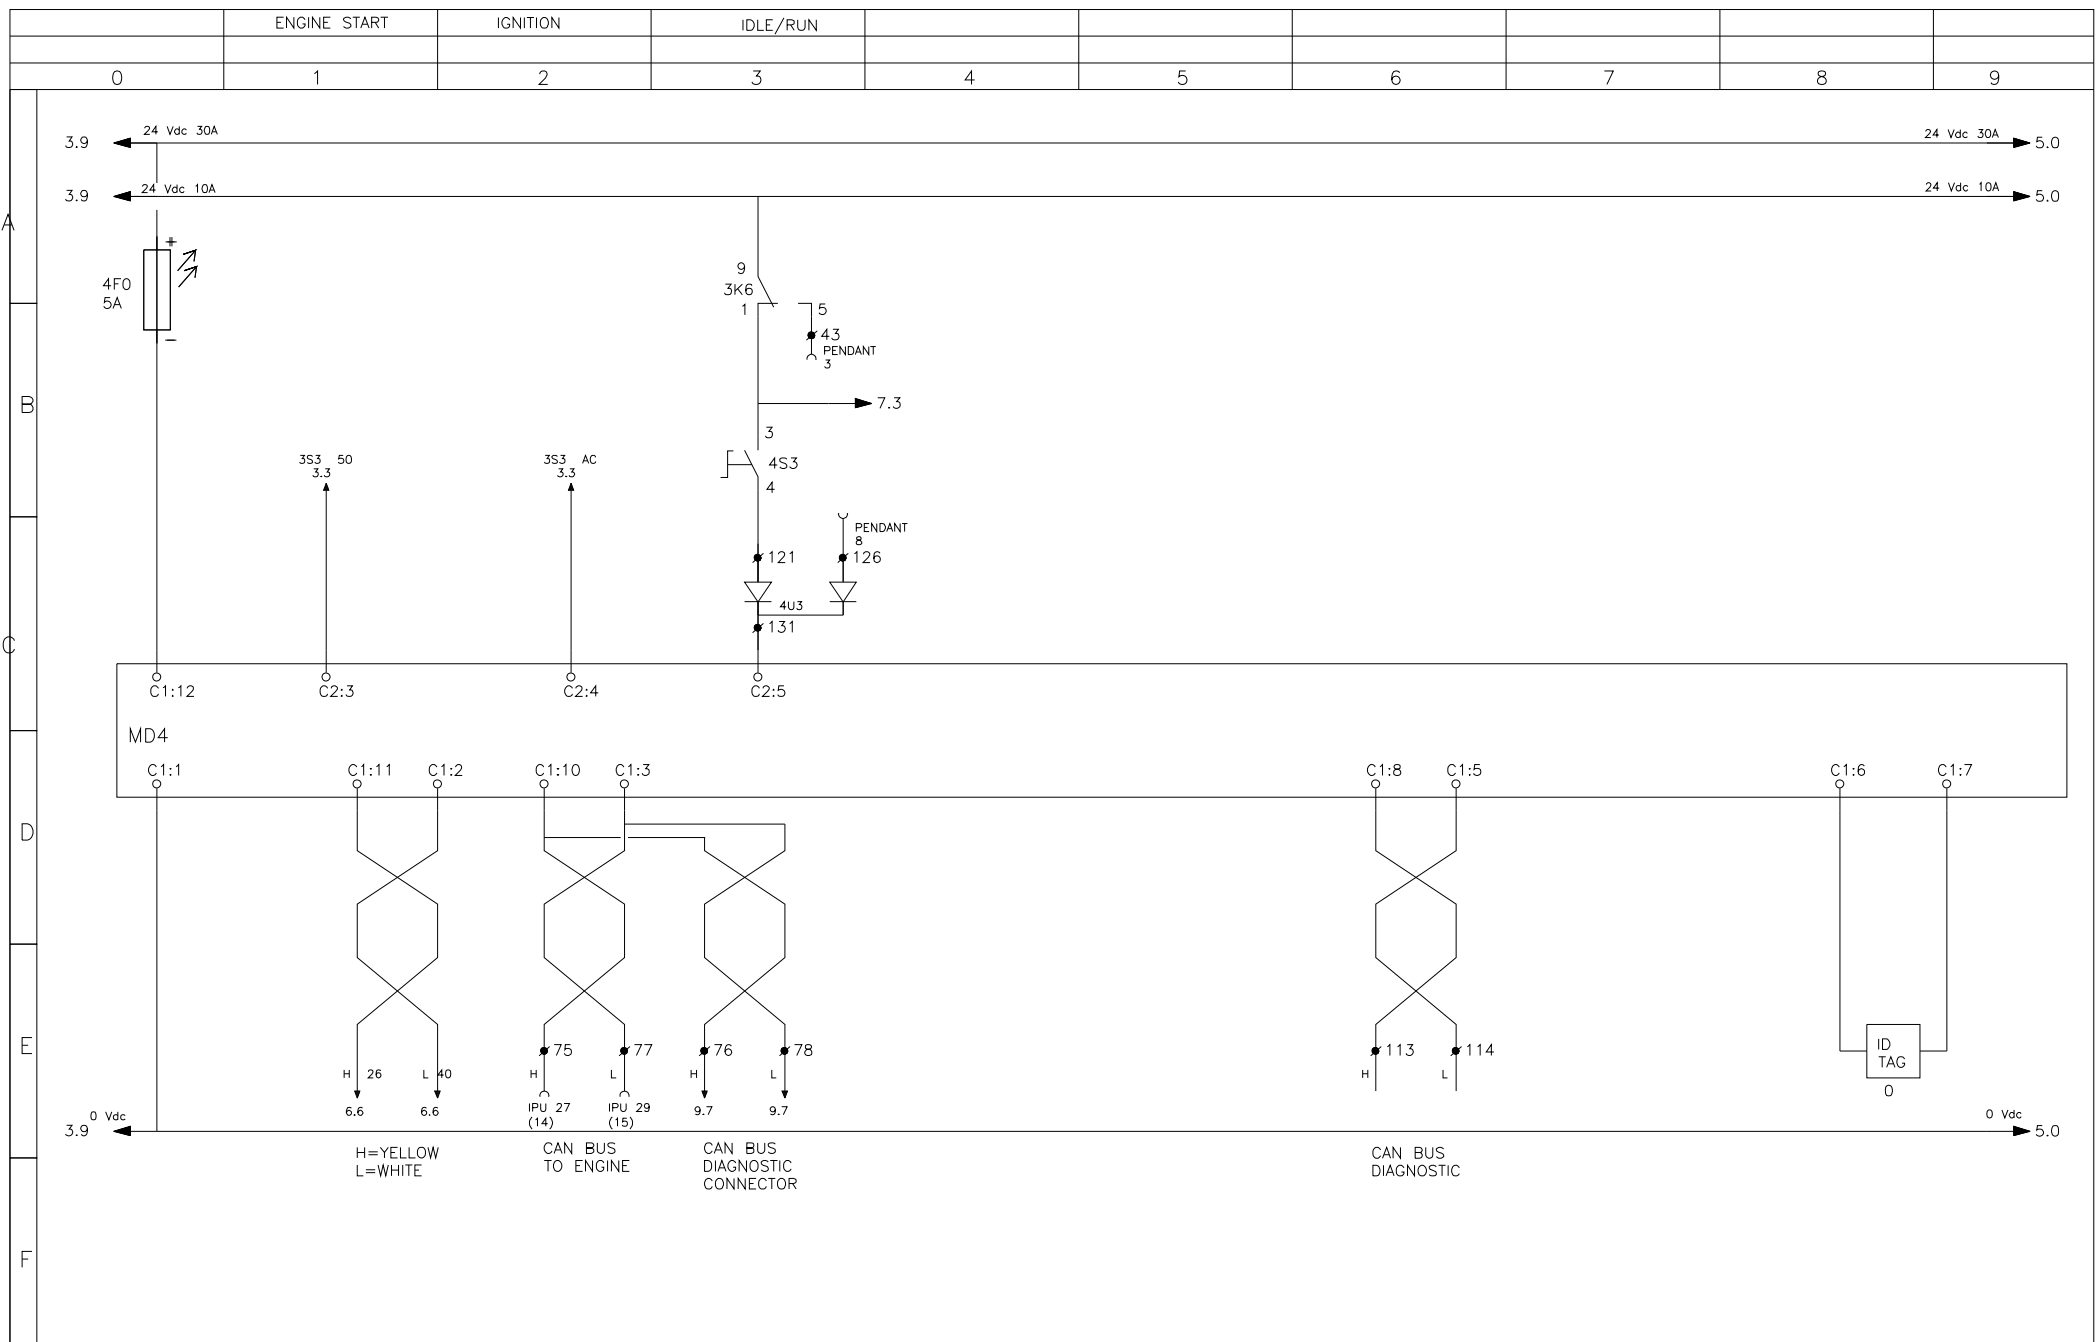 ENGINE START
IGNITION
IDLE/RUN
0 1 2 3 4 5 6 7 8 9
24 Vdc 30A
3.9
24 Vdc 30A
5.0
24 Vdc 10A
3.9
24 Vdc 10A
5.0
A
4F0
5A
+
-
9
3K6
1
5
43
PENDANT
3
B
7.3
3
4S3
4
3S3 50
3.3
3S3 AC
3.3
PENDANT
8
121
126
4U3
131
C
C1:12
C2:3
C2:4
C2:5
MD4
C1:1
C1:11
C1:2
C1:10
C1:3
C1:8
C1:5
C1:6
C1:7
D
E
75
77
76
78
113
114
ID
TAG
0
H 26
L 40
H
L
H
L
H
L
6.6
6.6
IPU 27
(14)
IPU 29
(15)
9.7
9.7
0 Vdc
3.9
0 Vdc
5.0
H=YELLOW
L=WHITE
CAN BUS
TO ENGINE
CAN BUS
DIAGNOSTIC
CONNECTOR
CAN BUS
DIAGNOSTIC
F